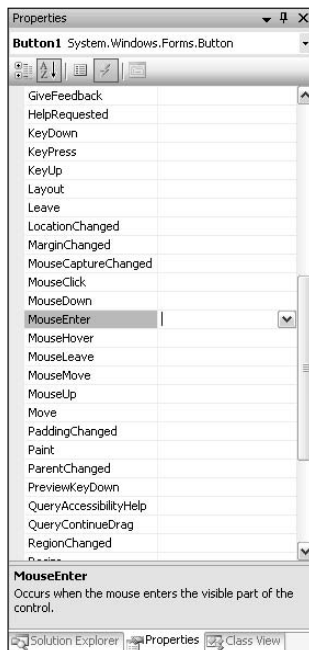 Properties
Button1 System.Windows.Forms.Button
GiveFeedback
HelpRequested
KeyDown
KeyPress
KeyUp
Layout
Leave
LocationChanged
MarginChanged
MouseCaptureChanged
MouseClick
MouseDown
MouseEnter
MouseHover
MouseLeave
MouseMove
MouseUp
Move
PaddingChanged
Paint
ParentChanged
PreviewKeyDown
QueryAccessibilityHelp
QueryContinueDrag
RegionChanged
Resize
MouseEnter
Occurs when the mouse enters the visible part of the
control.
Solution Explorer Properties Class View